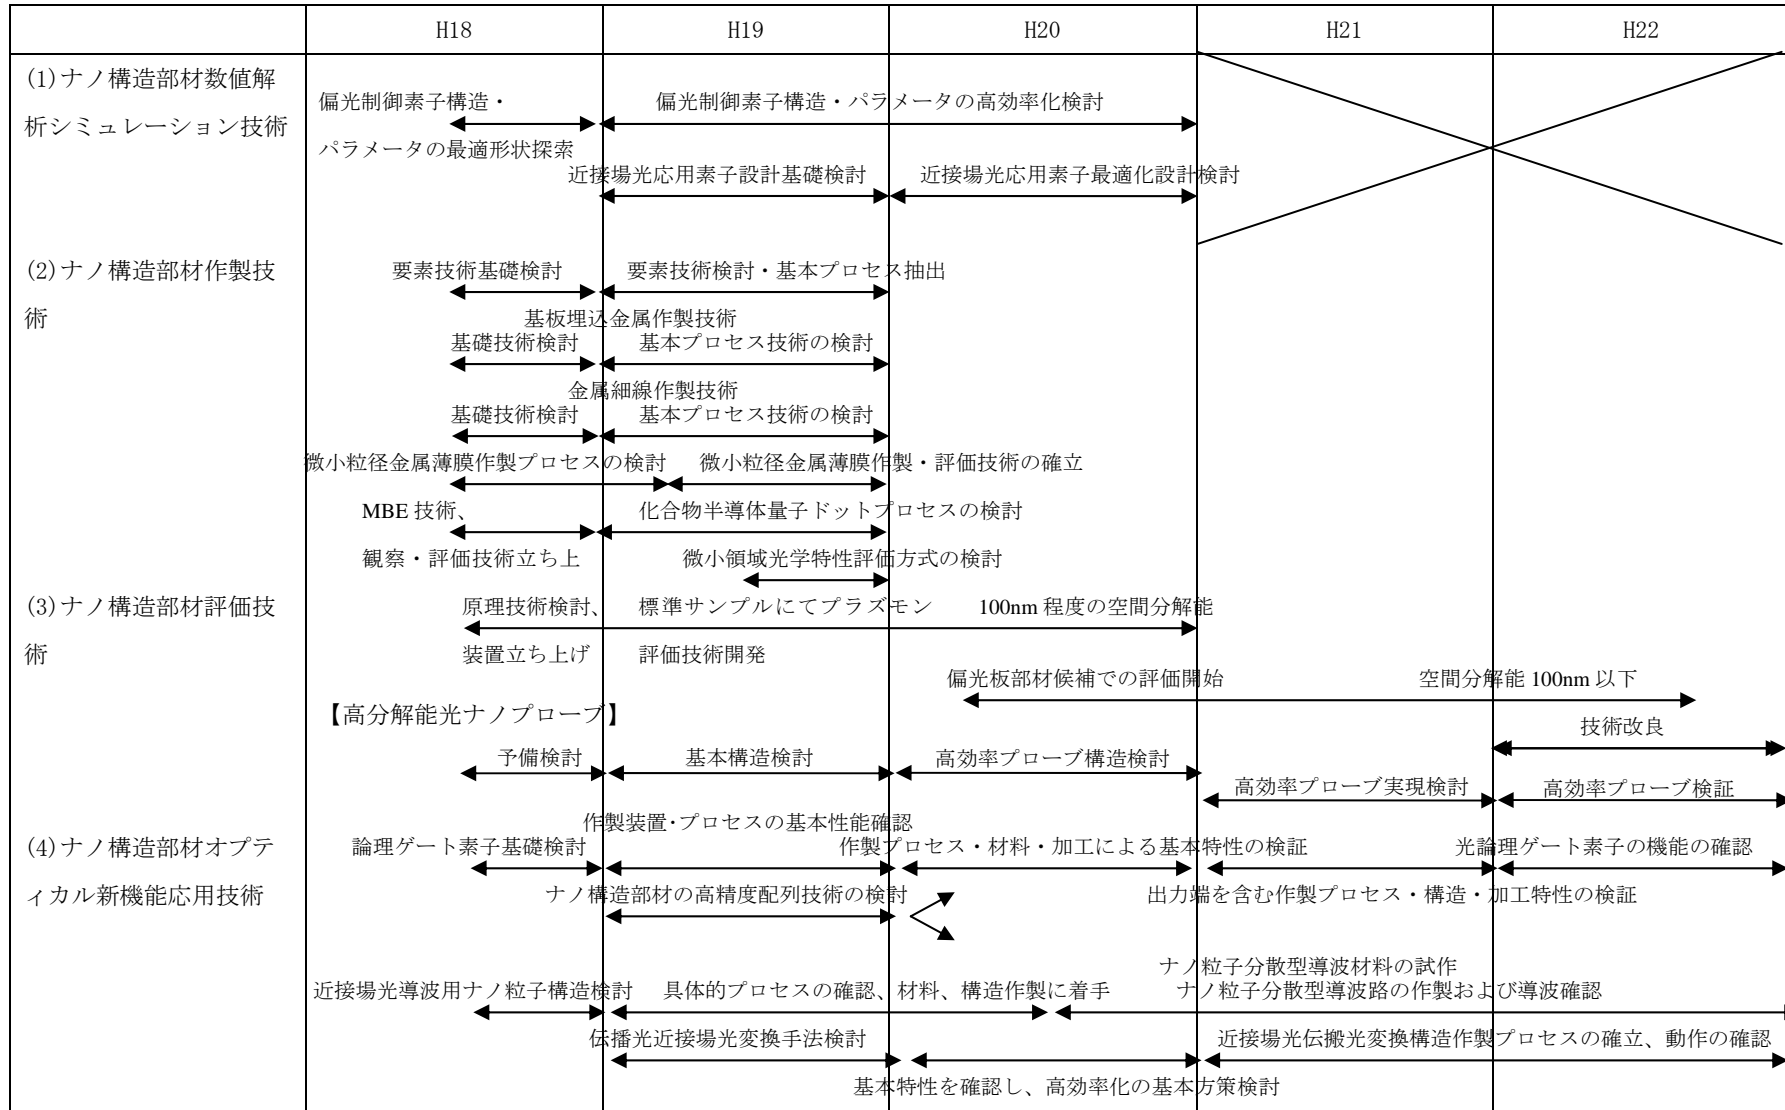 H18 H19 H20 H21 H22
(1)ナノ構造部材数値解
析シミュレーション技術
偏光制御素子構造・
パラメータの最適形状探索
偏光制御素子構造・パラメータの高効率化検討
近接場光応用素子設計基礎検討
近接場光応用素子最適化設計検討
(2)ナノ構造部材作製技
術
要素技術基礎検討
要素技術検討・基本プロセス抽出
基板埋込金属作製技術
基礎技術検討
基本プロセス技術の検討
金属細線作製技術
基礎技術検討
基本プロセス技術の検討
微小粒径金属薄膜作製プロセスの検討
微小粒径金属薄膜作製・評価技術の確立
MBE 技術、
観察・評価技術立ち上
化合物半導体量子ドットプロセスの検討
微小領域光学特性評価方式の検討
(3)ナノ構造部材評価技
術
原理技術検討、
装置立ち上げ
標準サンプルにてプラズモン
評価技術開発
100nm 程度の空間分解能
偏光板部材候補での評価開始
空間分解能 100nm 以下
【高分解能光ナノプローブ】
技術改良
予備検討
基本構造検討
高効率プローブ構造検討
高効率プローブ実現検討
高効率プローブ検証
(4)ナノ構造部材オプテ
ィカル新機能応用技術
作製装置・プロセスの基本性能確認
論理ゲート素子基礎検討
作製プロセス・材料・加工による基本特性の検証
光論理ゲート素子の機能の確認
ナノ構造部材の高精度配列技術の検討
出力端を含む作製プロセス・構造・加工特性の検証
ナノ粒子分散型導波材料の試作
近接場光導波用ナノ粒子構造検討
具体的プロセスの確認、材料、構造作製に着手
ナノ粒子分散型導波路の作製および導波確認
伝播光近接場光変換手法検討
近接場光伝搬光変換構造作製プロセスの確立、動作の確認
基本特性を確認し、高効率化の基本方策検討